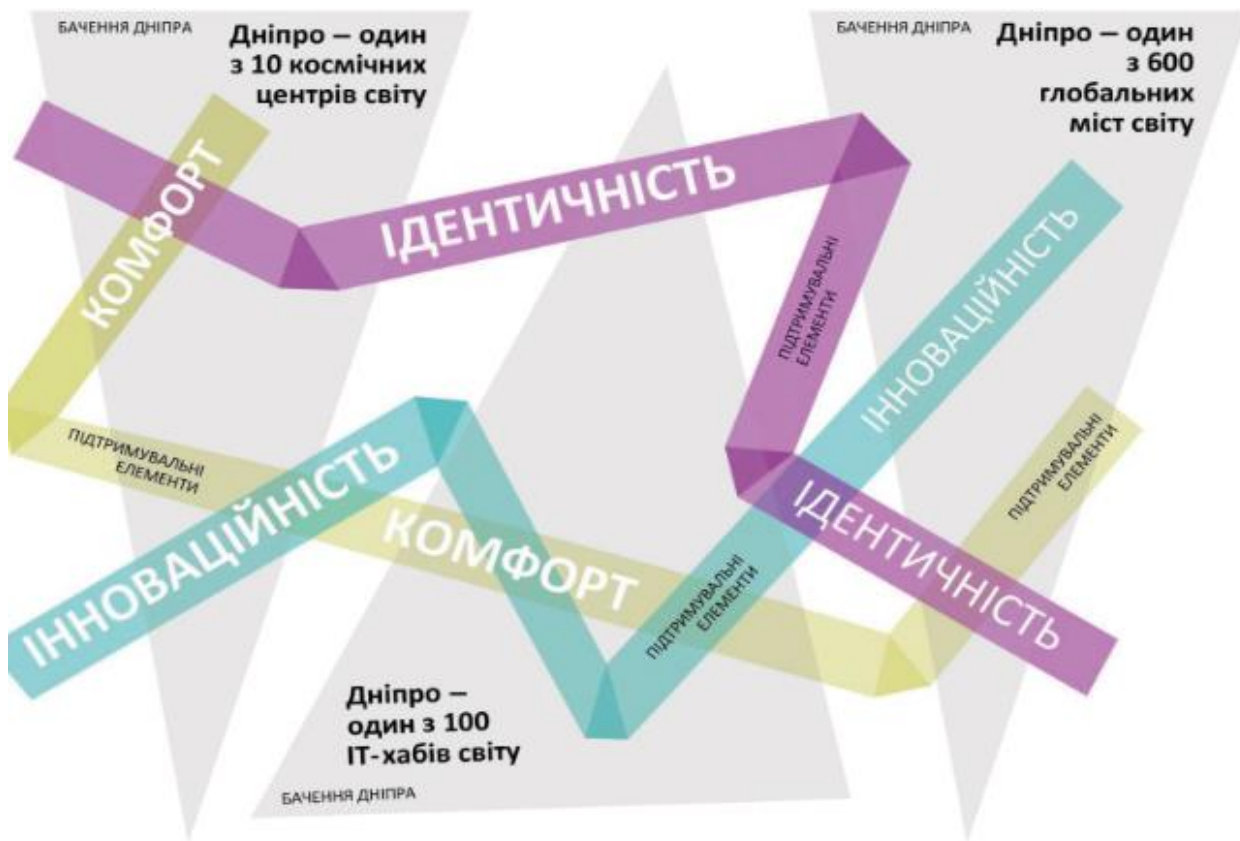 БАЧЕННЯ ДНІПРА
Дніпро – один
з 10 космічних
центрів світу
БАЧЕННЯ ДНІПРА
Дніпро – один
з 600
глобальних
міст світу
КОМФОРТ
ІДЕНТИЧНІСТЬ
ПІДТРИМУВАЛЬНІ
ЕЛЕМЕНТИ
ІННОВАЦІЙНІСТЬ
ПІДТРИМУВАЛЬНІ
ЕЛЕМЕНТИ
ІННОВАЦІЙНІСТЬ
КОМФОРТ
ПІДТРИМУВАЛЬНІ
ЕЛЕМЕНТИ
ІДЕНТИЧНІСТЬ
ПІДТРИМУВАЛЬНІ
ЕЛЕМЕНТИ
Дніпро –
один з 100
ІТ-хабів світу
БАЧЕННЯ ДНІПРА